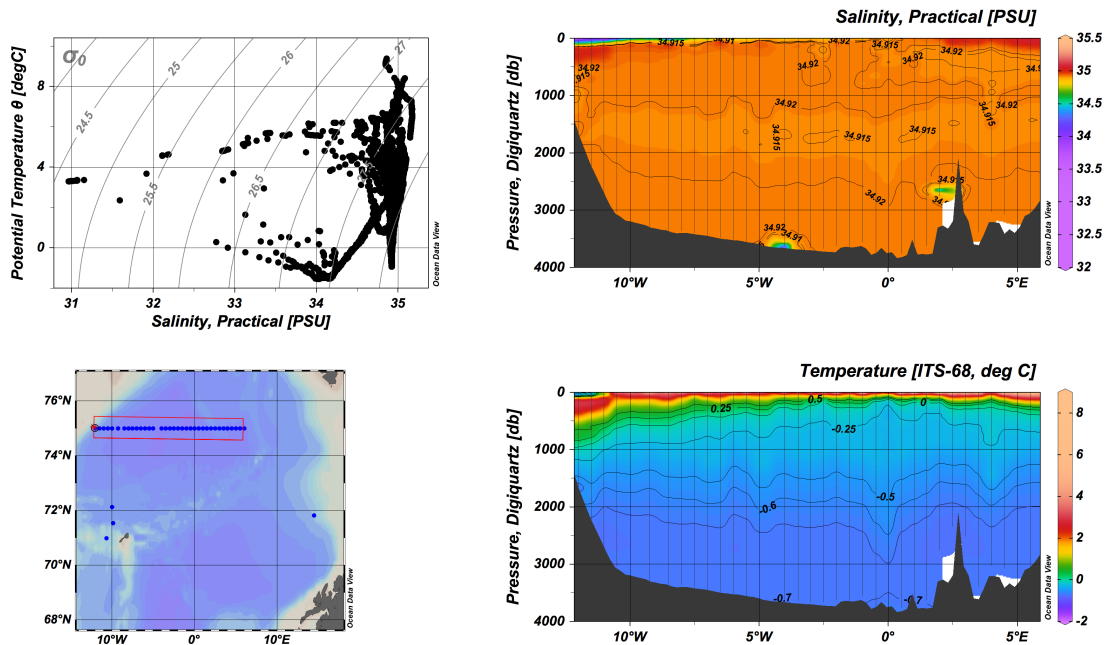 σ0
24.5
25
26
27
25.5
26.5
8
4
0
31
32
33
34
35
Potential Temperature θ [degC]
Salinity, Practical [PSU]
Ocean Data View
Salinity, Practical [PSU]
0
1000
2000
3000
4000
Pressure, Digiquartz [db]
10°W
5°W
0°
5°E
34.915
34.91
34.92
34.915
34.92
34.92
34.92
34.92
34.915
34.92
34.915
34.915
34.915
34.92
34.92
34.91
35.5
35
34.5
34
33.5
33
32.5
32
Ocean Data View
76°N
74°N
72°N
70°N
68°N
10°W
0°
10°E
Ocean Data View
Temperature [ITS-68, deg C]
0
1000
2000
3000
4000
Pressure, Digiquartz [db]
10°W
5°W
0°
5°E
0.25
0.5
0
-0.25
-0.5
-0.6
-0.7
-0.7
8
6
4
2
0
-2
Ocean Data View